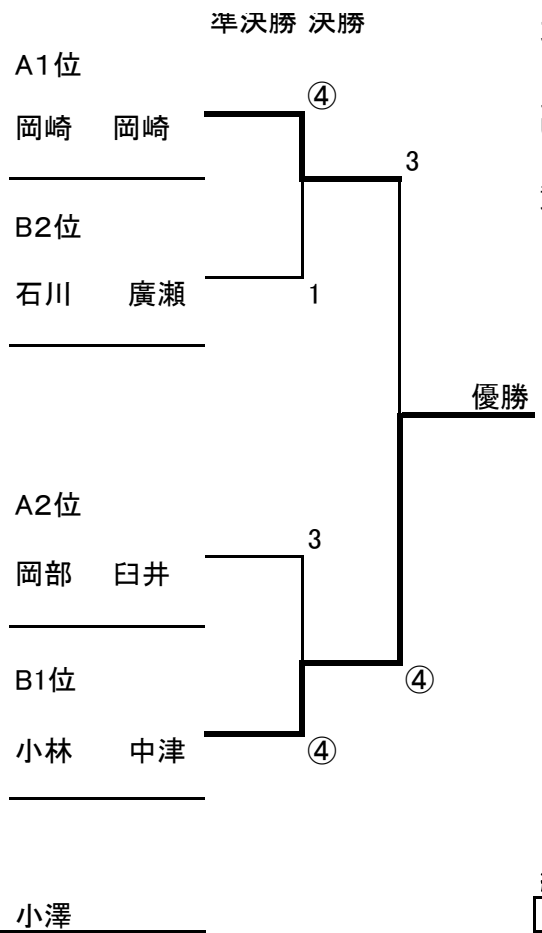 準決勝 決勝
A1位
④
岡崎 岡崎
3
B2位
石川 廣瀬
1
優勝
A2位
3
岡部 臼井
B1位
④
小林 中津
④
小澤